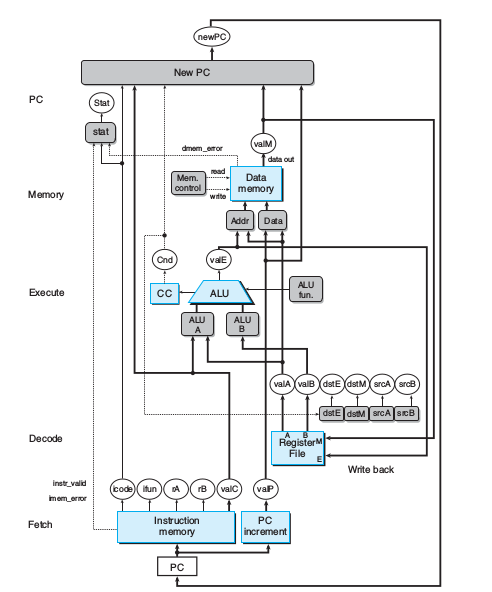 newPC
New PC
PC
Stat
stat
dmem_error
valM
data out
Memory
Mem.
control
read
write
Data
memory
Addr
Data
Cnd
valE
Execute
CC
ALU
ALU
fun.
ALU
A
ALU
B
valA
valB
dstE
dstM
srcA
srcB
dstE
dstM
srcA
srcB
Decode
A
B
Register
File
M
E
Write back
instr_valid
imem_error
icode
ifun
rA
rB
valC
valP
Fetch
Instruction
memory
PC
increment
PC